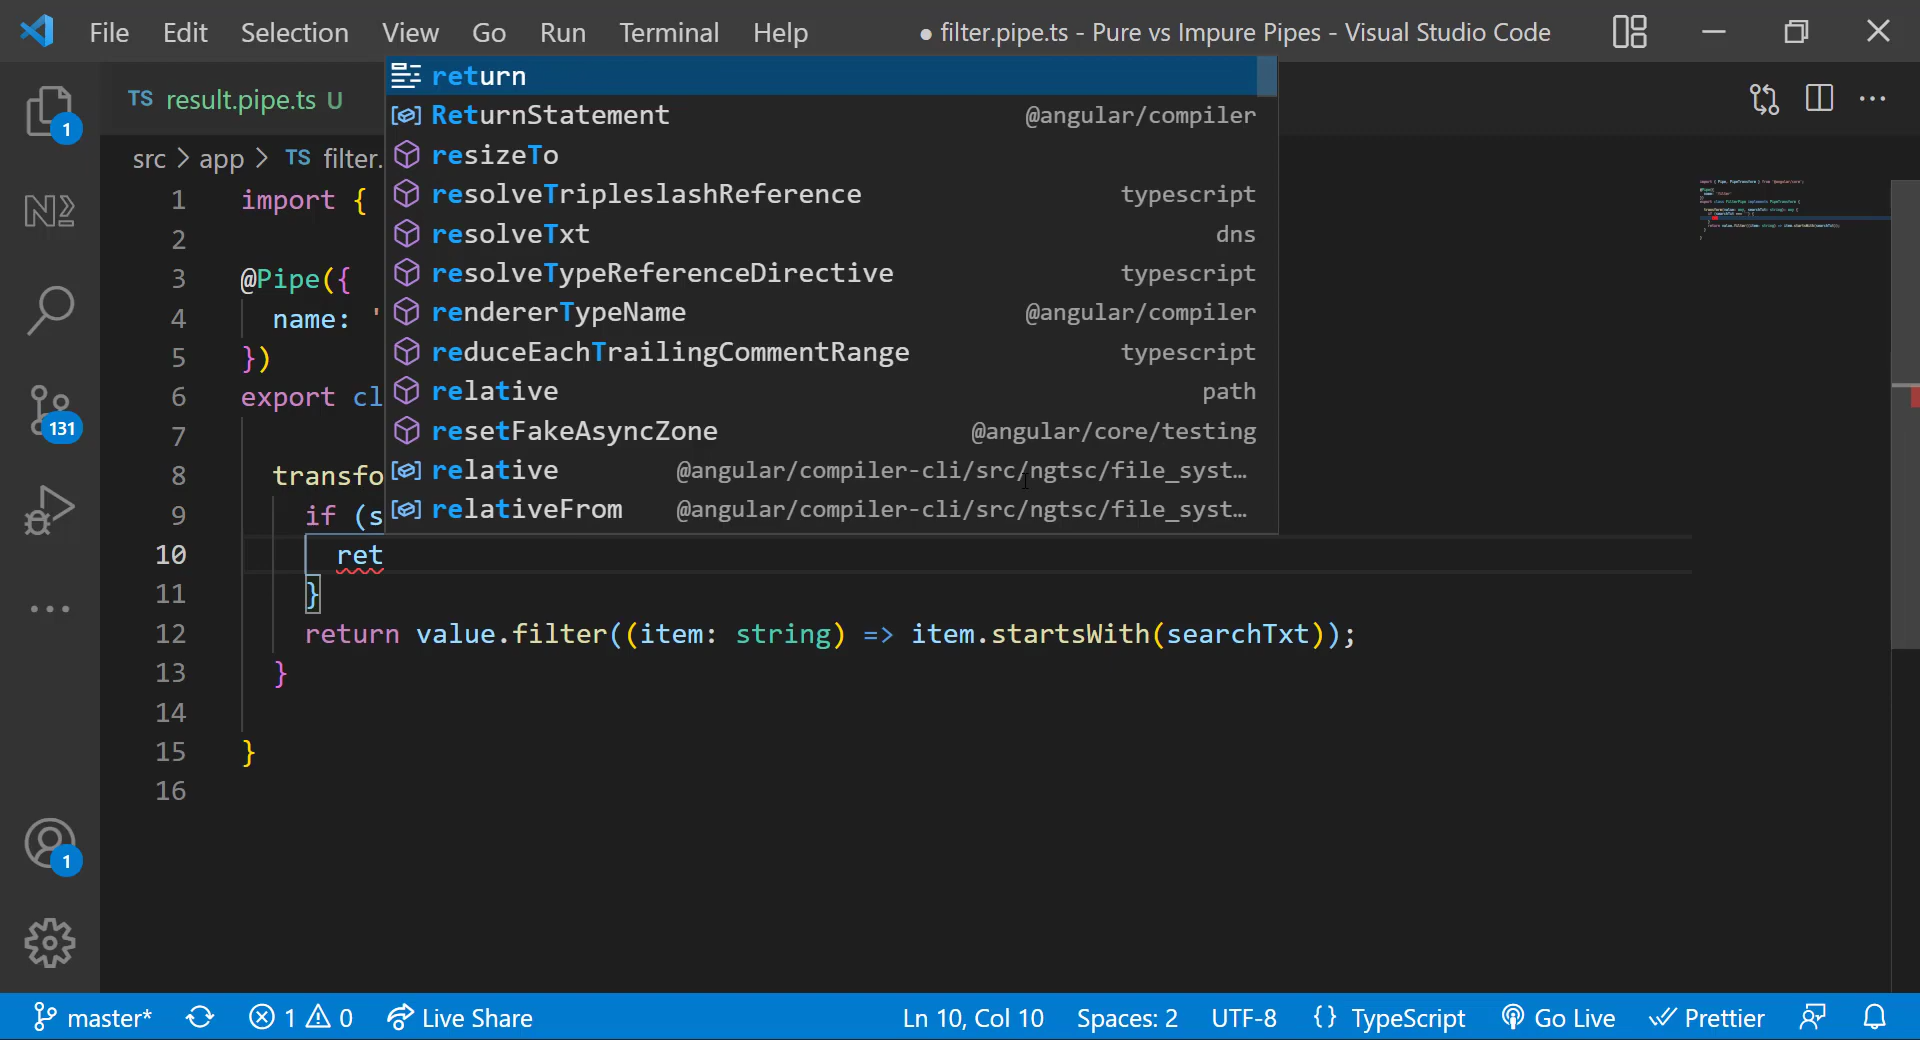 File Edit Selection View Go Run Terminal Help ● filter.pipe.ts - Pure vs Impure Pipes - Visual Studio Code
TS result.pipe.ts U
src > app > TS filter.
return
ReturnStatement @angular/compiler
resizeTo
resolveTripleslashReference typescript
resolveTxt dns
resolveTypeReferenceDirective typescript
rendererTypeName @angular/compiler
reduceEachTrailingCommentRange typescript
relative path
resetFakeAsyncZone @angular/core/testing
relative @angular/compiler-cli/src/ngtsc/file_syst…
relativeFrom @angular/compiler-cli/src/ngtsc/file_syst…
1 import {
2
3 @Pipe({
4 name: '
5 })
6 export cl
7
8 transfo
9 if (s
10 ret
11 }
12 return value.filter((item: string) => item.startsWith(searchTxt));
13 }
14
15 }
16
1
131
1
master* 1 0 Live Share Ln 10, Col 10 Spaces: 2 UTF-8 {} TypeScript Go Live Prettier